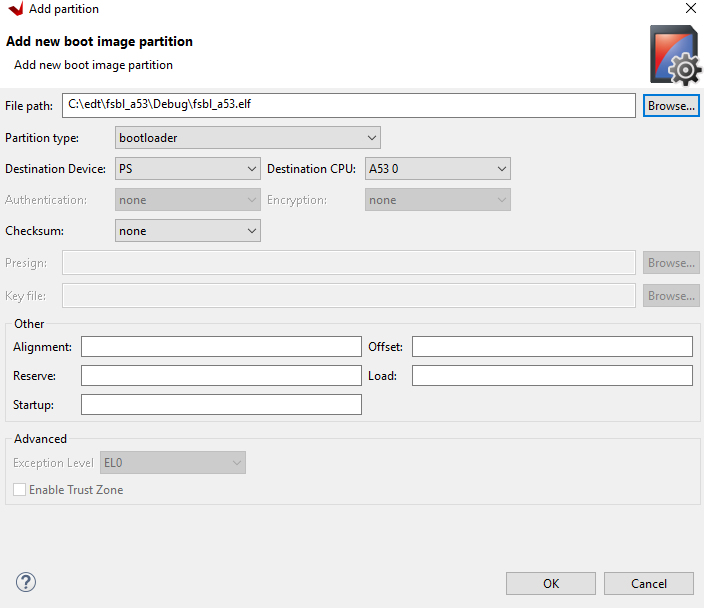 Add partition
Add new boot image partition
Add new boot image partition
File path: C:\edt\fsbl_a53\Debug\fsbl_a53.elf Browse...
Partition type: bootloader
Destination Device: PS Destination CPU: A53 0
Authentication: none Encryption: none
Checksum: none
Presign: Browse...
Key file: Browse...
Other
Alignment: Offset:
Reserve: Load:
Startup:
Advanced
Exception Level EL0
Enable Trust Zone
? OK Cancel